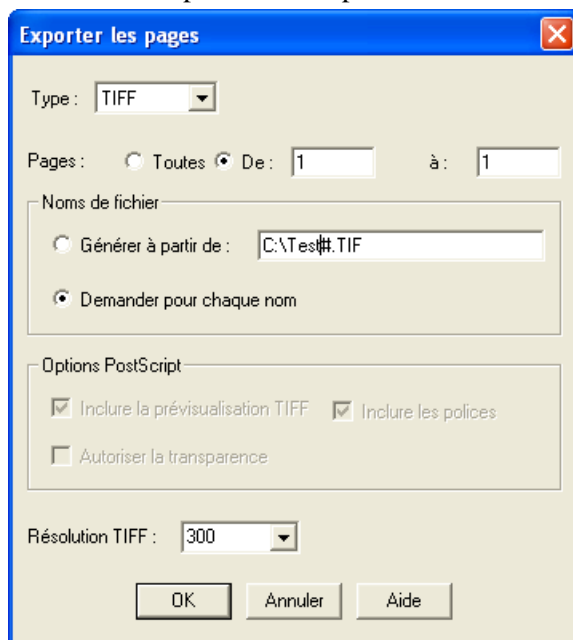 Exporter les pages
Type : TIFF
Pages : Toutes De : 1 à : 1
Noms de fichier
Générer à partir de : C:\Test#.TIF
Demander pour chaque nom
Options PostScript
Inclure la prévisualisation TIFF Inclure les polices
Autoriser la transparence
Résolution TIFF : 300
OK Annuler Aide